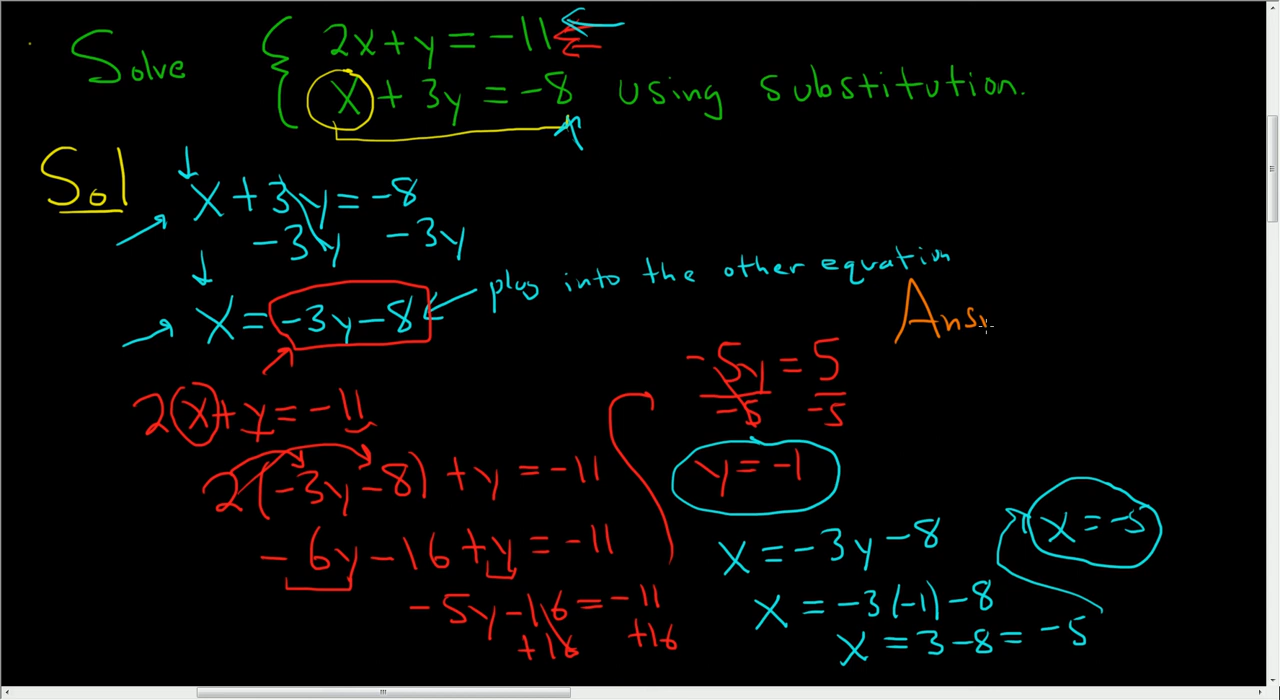 Solve { 2x+y=-11
x+3y=-8 using substitution.
Sol
x+3y=-8
-3y -3y
x=-3y-8 plug into the other equation
Ans
2(x)+y=-11
2(-3y-8)+y=-11
-6y-16+y=-11
-5y-16=-11
+16 +16
-5y=5
-5 -5
y=-1
x=-3y-8
x=-3(-1)-8
x=3-8=-5
x=-5